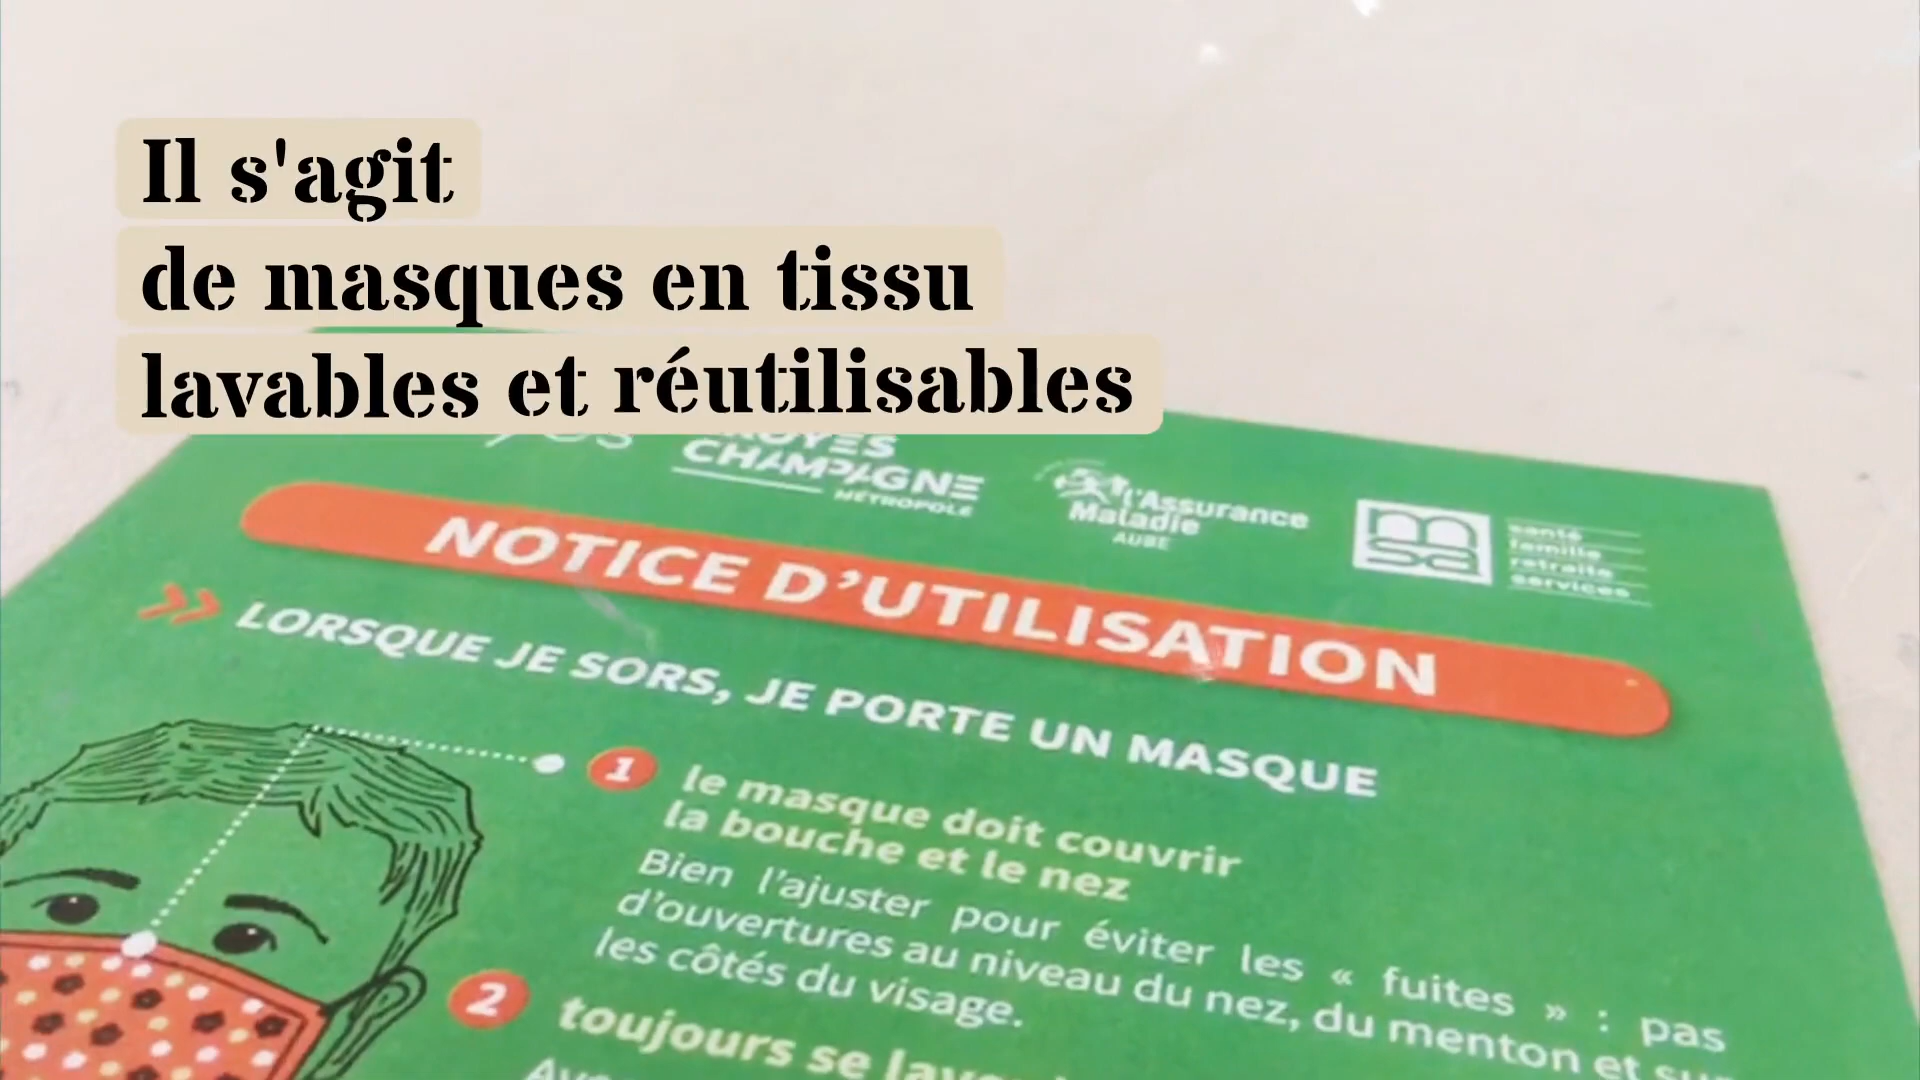 Il s'agit
de masques en tissu
lavables et réutilisables
CHAMPAGNE
MÉTROPOLE
l'Assurance
Maladie
AUBE
msa
santé
famille
retraite
services
NOTICE D'UTILISATION
LORSQUE JE SORS, JE PORTE UN MASQUE
1
le masque doit couvrir
la bouche et le nez
Bien l'ajuster pour éviter les « fuites » : pas
d'ouvertures au niveau du nez, du menton et sur
les côtés du visage.
2
toujours se